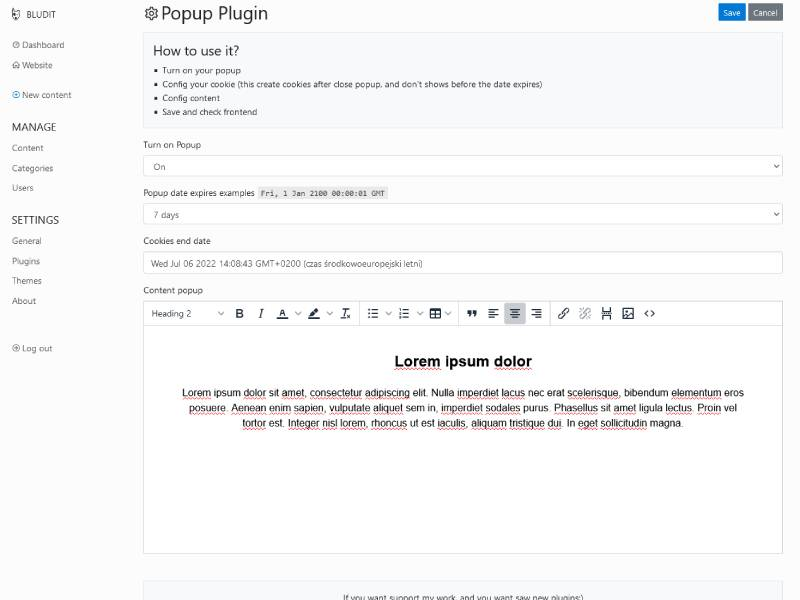 BLUDIT
Dashboard
Website
New content
MANAGE
Content
Categories
Users
SETTINGS
General
Plugins
Themes
About
Log out
Popup Plugin
Save Cancel
How to use it?
Turn on your popup
Config your cookie (this create cookies after close popup, and don't shows before the date expires)
Config content
Save and check frontend
Turn on Popup
On
Popup date expires examples Fri, 1 Jan 2100 00:00:01 GMT
7 days
Cookies end date
Wed Jul 06 2022 14:08:43 GMT+0200 (czas środkowoeuropejski letni)
Content popup
Heading 2
Lorem ipsum dolor
Lorem ipsum dolor sit amet, consectetur adipiscing elit. Nulla imperdiet lacus nec erat scelerisque, bibendum elementum eros
posuere. Aenean enim sapien, vulputate aliquet sem in, imperdiet sodales purus. Phasellus sit amet ligula lectus. Proin vel
tortor est. Integer nisl lorem, rhoncus ut est iaculis, aliquam tristique dui. In eget sollicitudin magna.
If you want support my work, and you want saw new plugins:)